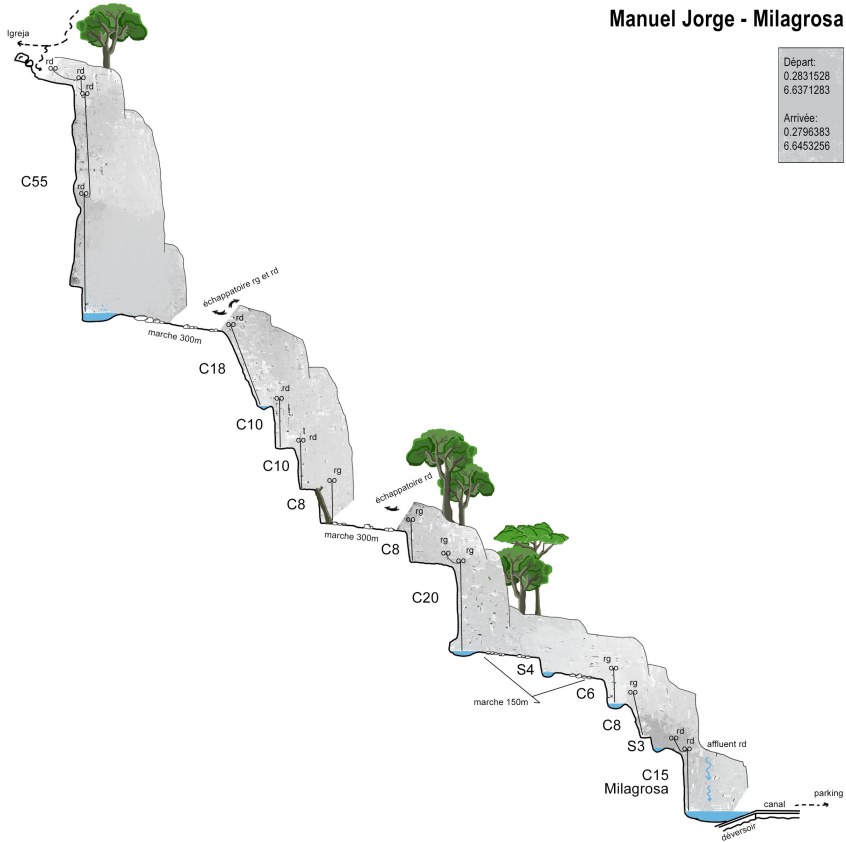 Manuel Jorge - Milagrosa
Départ:
0.2831528
6.6371283
Arrivée:
0.2796383
6.6453256
Igreja
rd
rd
rd
C55
rd
échappatoire rg et rd
marche 300m
rd
C18
rd
C10
rd
C10
rg
C8
échappatoire rd
marche 300m
rg
C8
rg
rg
C20
S4
marche 150m
rg
C6
rg
C8
rd
rd
S3
affluent rd
C15
Milagrosa
canal
parking
déversoir